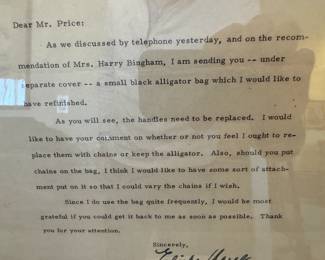 Dear Mr. Price:
As we discussed by telephone yesterday, and on the recom-
mendation of Mrs. Harry Bingham, I am sending you -- under
separate cover -- a small black alligator bag which I would like to
have refinished.
As you will see, the handles need to be replaced. I would
like to have your comment on whether or not you feel I ought to re-
place them with chains or keep the alligator. Also, should you put
chains on the bag, I think I would like to have some sort of attach-
ment put on it so that I could vary the chains if I wish.
Since I do use the bag quite frequently, I would be most
grateful if you could get it back to me as soon as possible. Thank
you for your attention.
Sincerely,